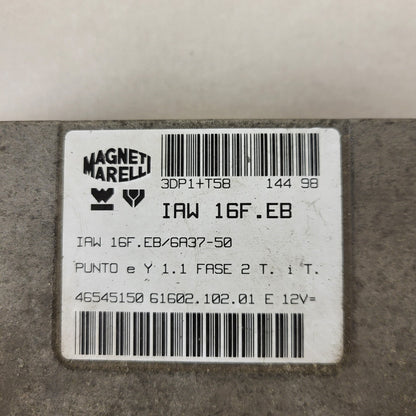 MAGNETI
MARELLI
3DP1+T58 144 98
IAW 16F.EB
IAW 16F.EB/6A37-50
PUNTO e Y 1.1 FASE 2 T. i T.
46545150 61602.102.01 E 12V=